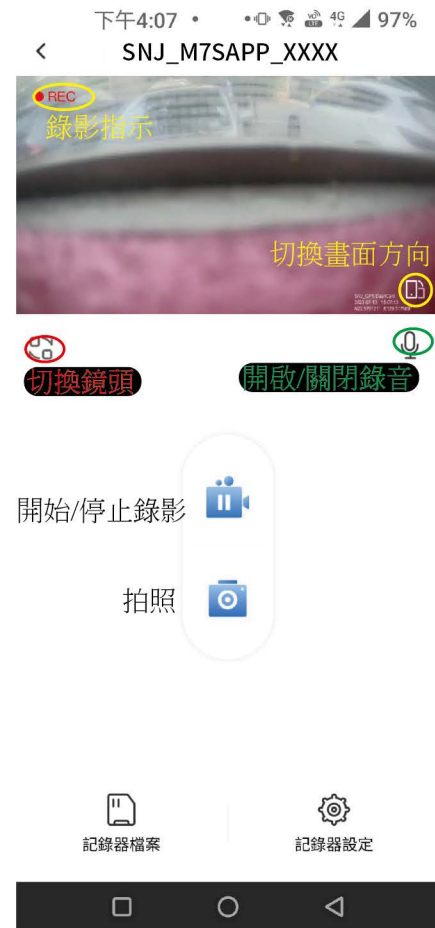 下午4:07
4G
97%
SNJ_M7SAPP_XXXX
REC
錄影指示
切換畫面方向
切換鏡頭
開啟/關閉錄音
開始/停止錄影
拍照
記錄器檔案
記錄器設定